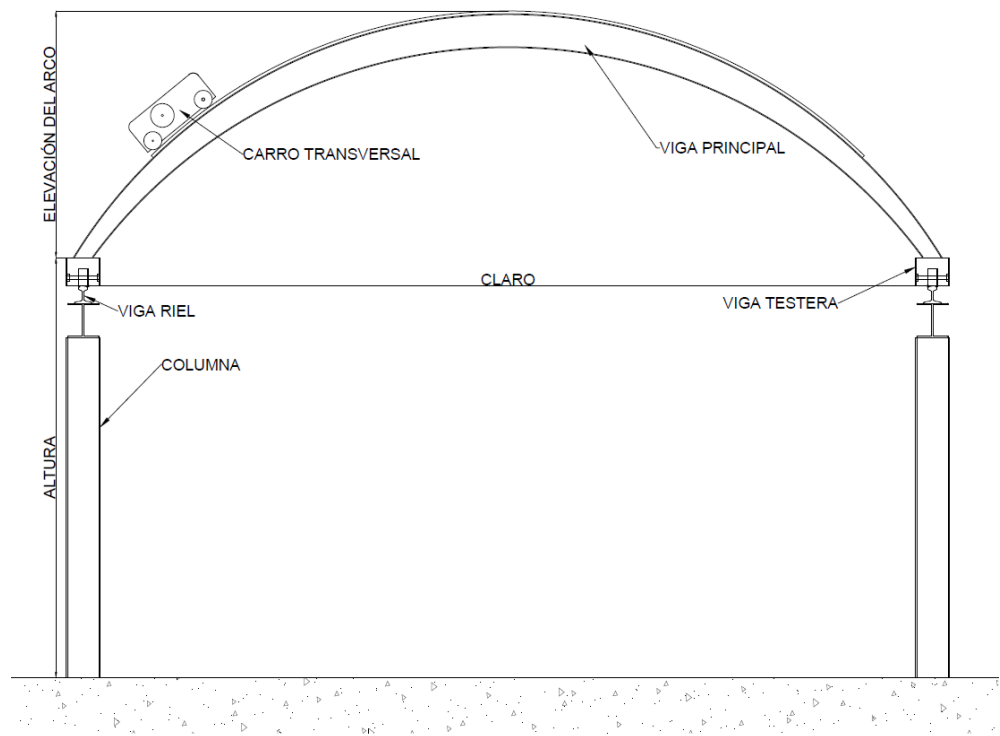 ELEVACIÓN DEL ARCO
CARRO TRANSVERSAL
VIGA PRINCIPAL
CLARO
VIGA RIEL
VIGA TESTERA
COLUMNA
ALTURA